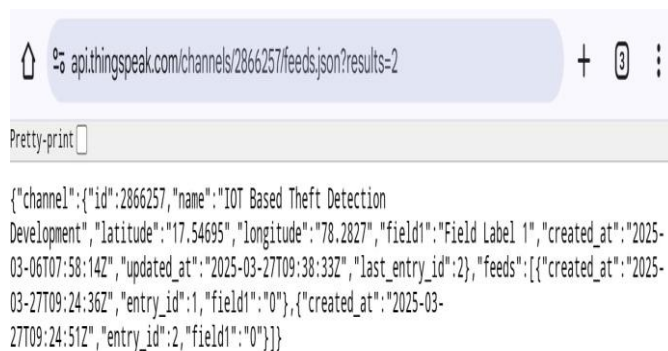 api.thingspeak.com/channels/2866257/feeds.json?results=2
3
Pretty-print
{"channel":{"id":2866257,"name":"IOT Based Theft Detection
Development","latitude":"17.54695","longitude":"78.2827","field1":"Field Label 1","created_at":"2025-
03-06T07:58:14Z","updated_at":"2025-03-27T09:38:33Z","last_entry_id":2},"feeds":[{"created_at":"2025-
03-27T09:24:36Z","entry_id":1,"field1":"0"},{"created_at":"2025-03-
27T09:24:51Z","entry_id":2,"field1":"0"}]}